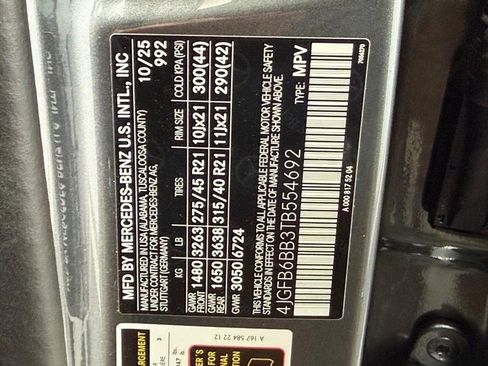 MFD BY MERCEDES-BENZ U.S. INTL., INC
MANUFACTURED IN USA (ALABAMA, TUSCALOOSA COUNTY) 10/25
UNDER CONTRACT FOR MERCEDES-BENZ AG, 992
STUTTGART (GERMANY)
KG LB TIRES RIM SIZE COLD KPA (PSI)
GAWR FRONT 1480 3263 275/45 R21 10Jx21 300(44)
GAWR REAR 1650 3638 315/40 R21 11Jx21 290(42)
GVWR 3050 6724
THIS VEHICLE CONFORMS TO ALL APPLICABLE FEDERAL MOTOR VEHICLE SAFETY
STANDARDS IN EFFECT ON THE DATE OF MANUFACTURE SHOWN ABOVE.
4JGFB6BB3TB554692 TYPE: MPV
A 000 817 52 04
A 167 584 22 12